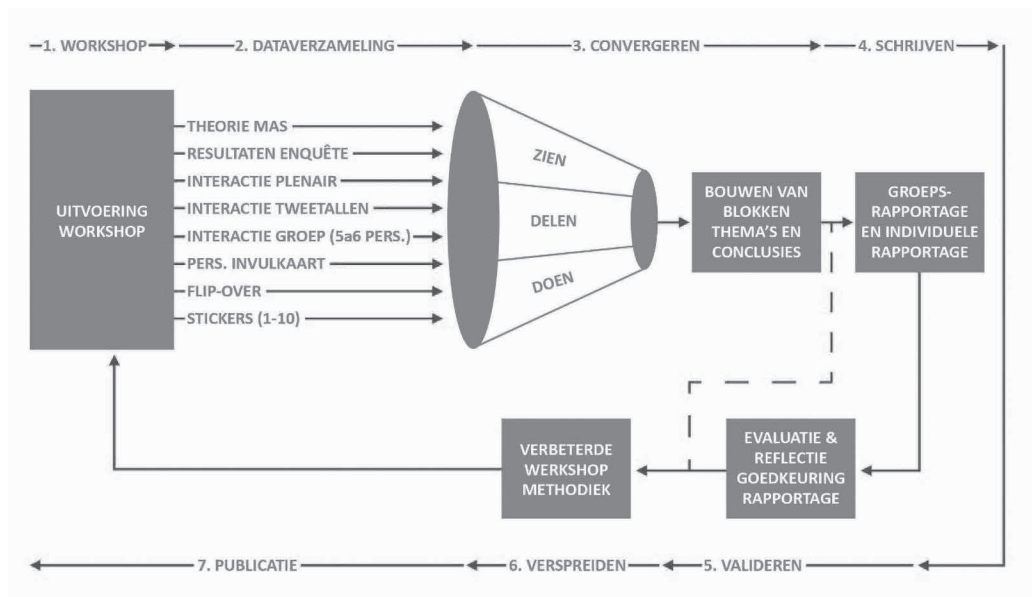 1. WORKSHOP
2. DATAVERZAMELING
3. CONVERGEREN
4. SCHRIJVEN
UITVOERING
WORKSHOP
THEORIE MAS
RESULTATEN ENQUÊTE
INTERACTIE PLENAIR
INTERACTIE TWEETALLEN
INTERACTIE GROEP (5a6 PERS.)
PERS. INVULKAART
FLIP-OVER
STICKERS (1-10)
ZIEN
DELEN
DOEN
BOUWEN VAN
BLOKKEN
THEMA'S EN
CONCLUSIES
GROEPS-
RAPPORTAGE
EN INDIVIDUELE
RAPPORTAGE
VERBETERDE
WERKSHOP
METHODIEK
EVALUATIE &
REFLECTIE
GOEDKEURING
RAPPORTAGE
7. PUBLICATIE
6. VERSPREIDEN
5. VALIDEREN